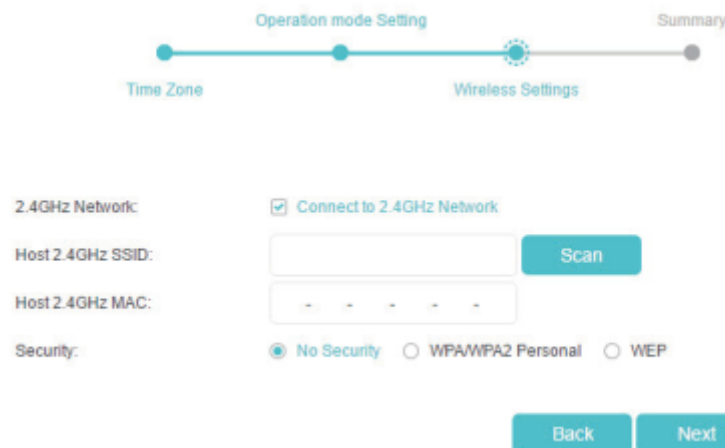 Operation mode Setting Summary
Time Zone Wireless Settings
2.4GHz Network: Connect to 2.4GHz Network
Host 2.4GHz SSID: Scan
Host 2.4GHz MAC: - - - - -
Security: No Security WPA/WPA2 Personal WEP
Back Next